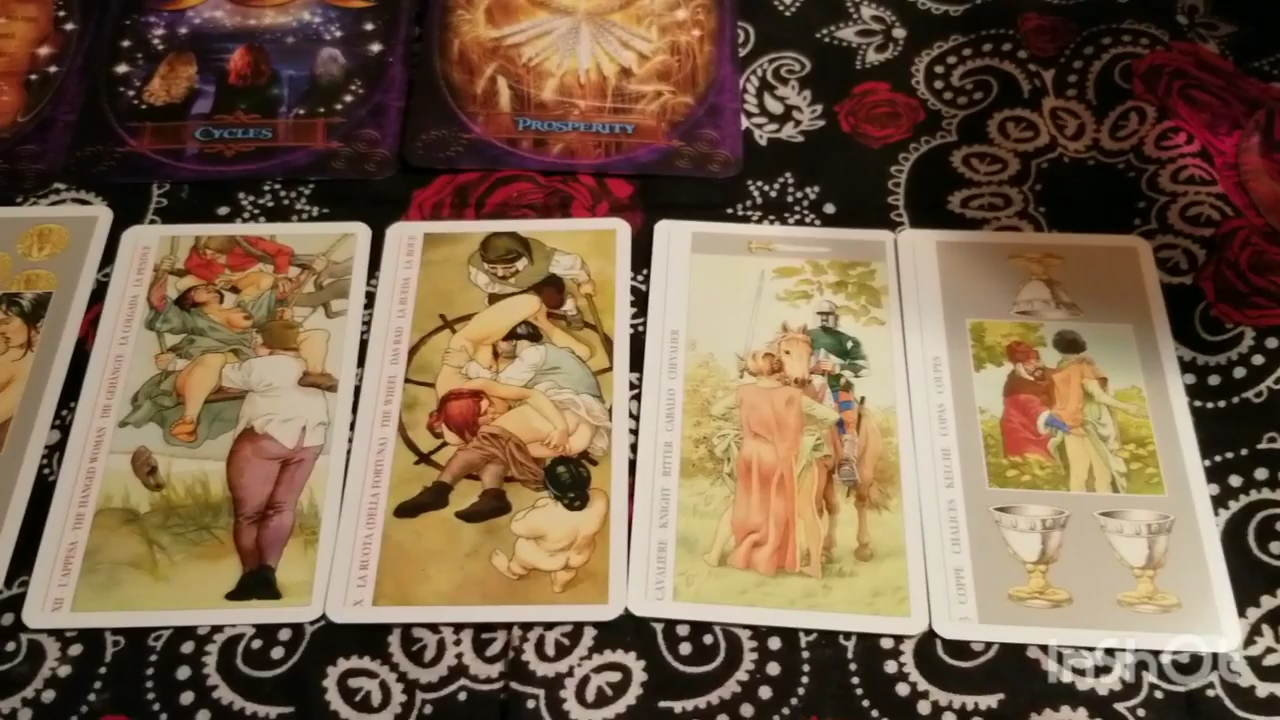 CYCLES
PROSPERITY
XII L'APPESA THE HANGED WOMAN DIE GEHÄNGTE LA COLGADA LA PENDUE
X LA RUOTA (DELLA FORTUNA) THE WHEEL DAS RAD LA RUEDA LA ROUE
CAVALIERE KNIGHT RITTER CABALLO CHEVALIER
3 COPPE CHALICES KELCHE COPAS COUPES
InShOt